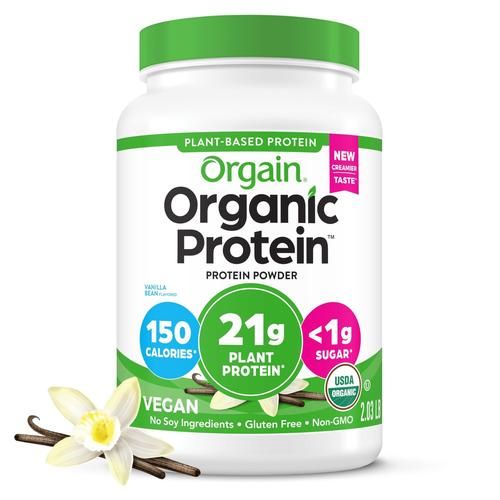 PLANT-BASED PROTEIN
Orgain®
NEW
CREAMIER
TASTE
Organic
Protein™
PROTEIN POWDER
VANILLA
BEAN FLAVORED
150
CALORIES*
21g
PLANT
PROTEIN*
<1g
SUGAR*
USDA
ORGANIC
U
VEGAN
2.03 LB
No Soy Ingredients • Gluten Free • Non-GMO